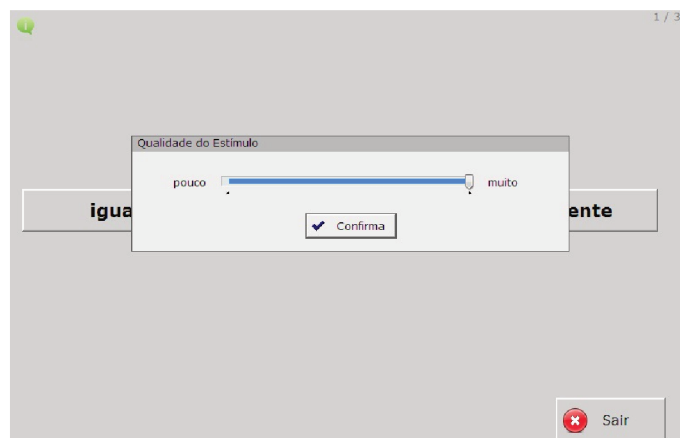 1 / 3
Qualidade do Estímulo
pouco
muito
igua
ente
Confirma
Sair